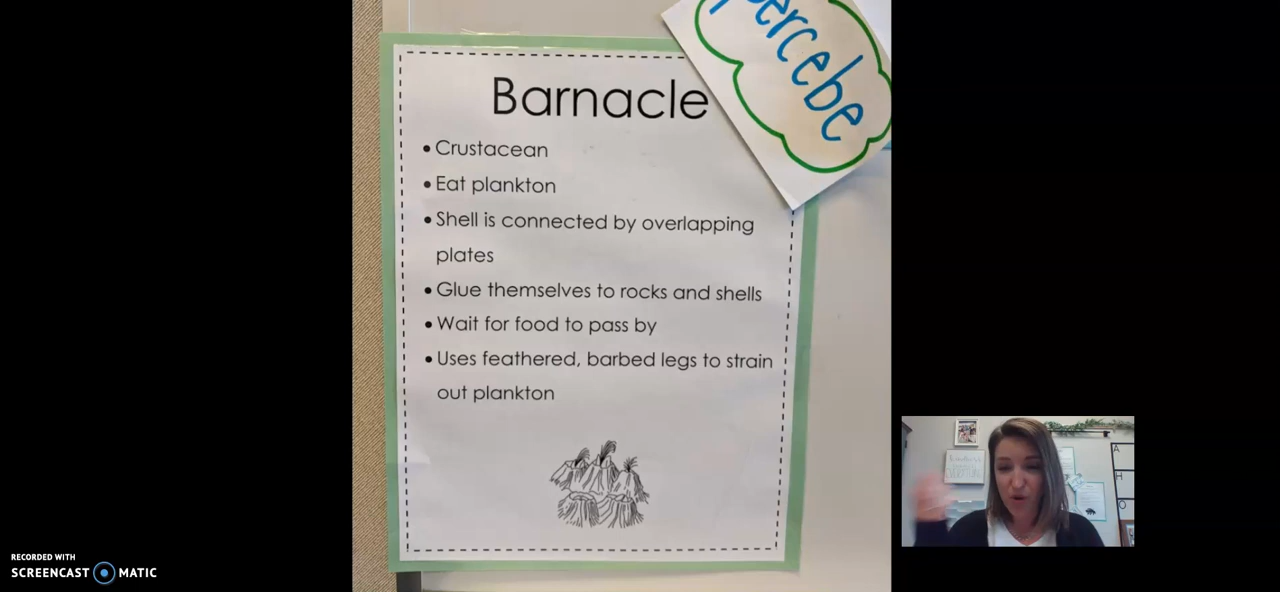 percebe
Barnacle
• Crustacean
• Eat plankton
• Shell is connected by overlapping
plates
• Glue themselves to rocks and shells
• Wait for food to pass by
• Uses feathered, barbed legs to strain
out plankton
A
H
O
RECORDED WITH
SCREENCAST MATIC